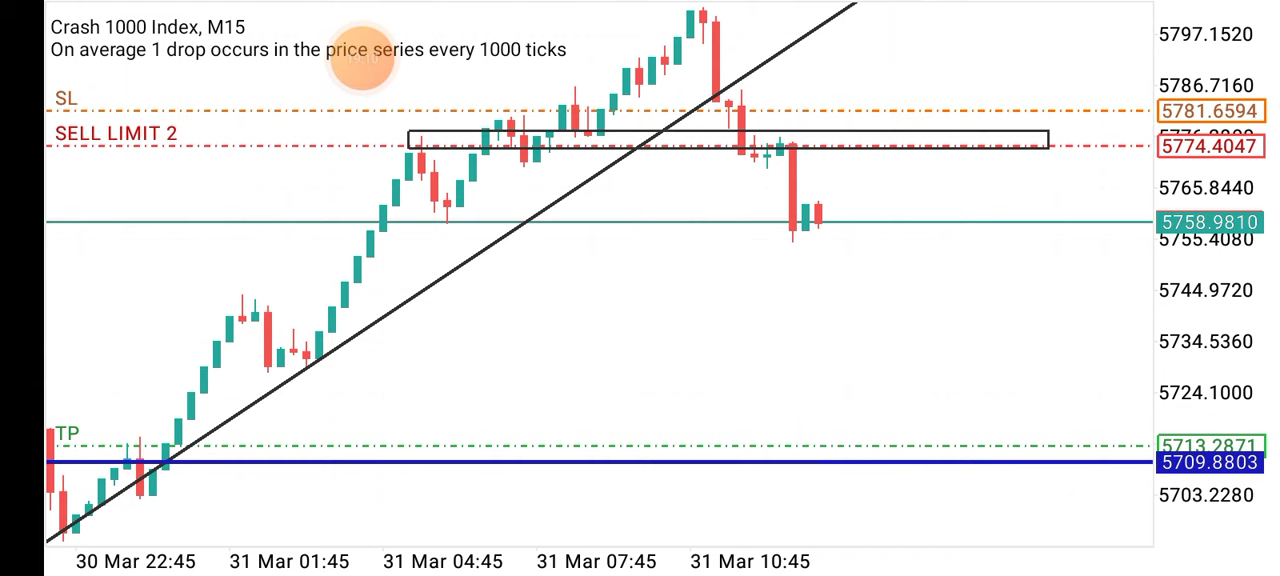 Crash 1000 Index, M15
On average 1 drop occurs in the price series every 1000 ticks
19:10
5797.1520
5786.7160
SL
5781.6594
SELL LIMIT 2
5774.4047
5765.8440
5758.9810
5755.4080
5744.9720
5734.5360
5724.1000
TP
5713.2871
5709.8803
5703.2280
30 Mar 22:45 31 Mar 01:45 31 Mar 04:45 31 Mar 07:45 31 Mar 10:45